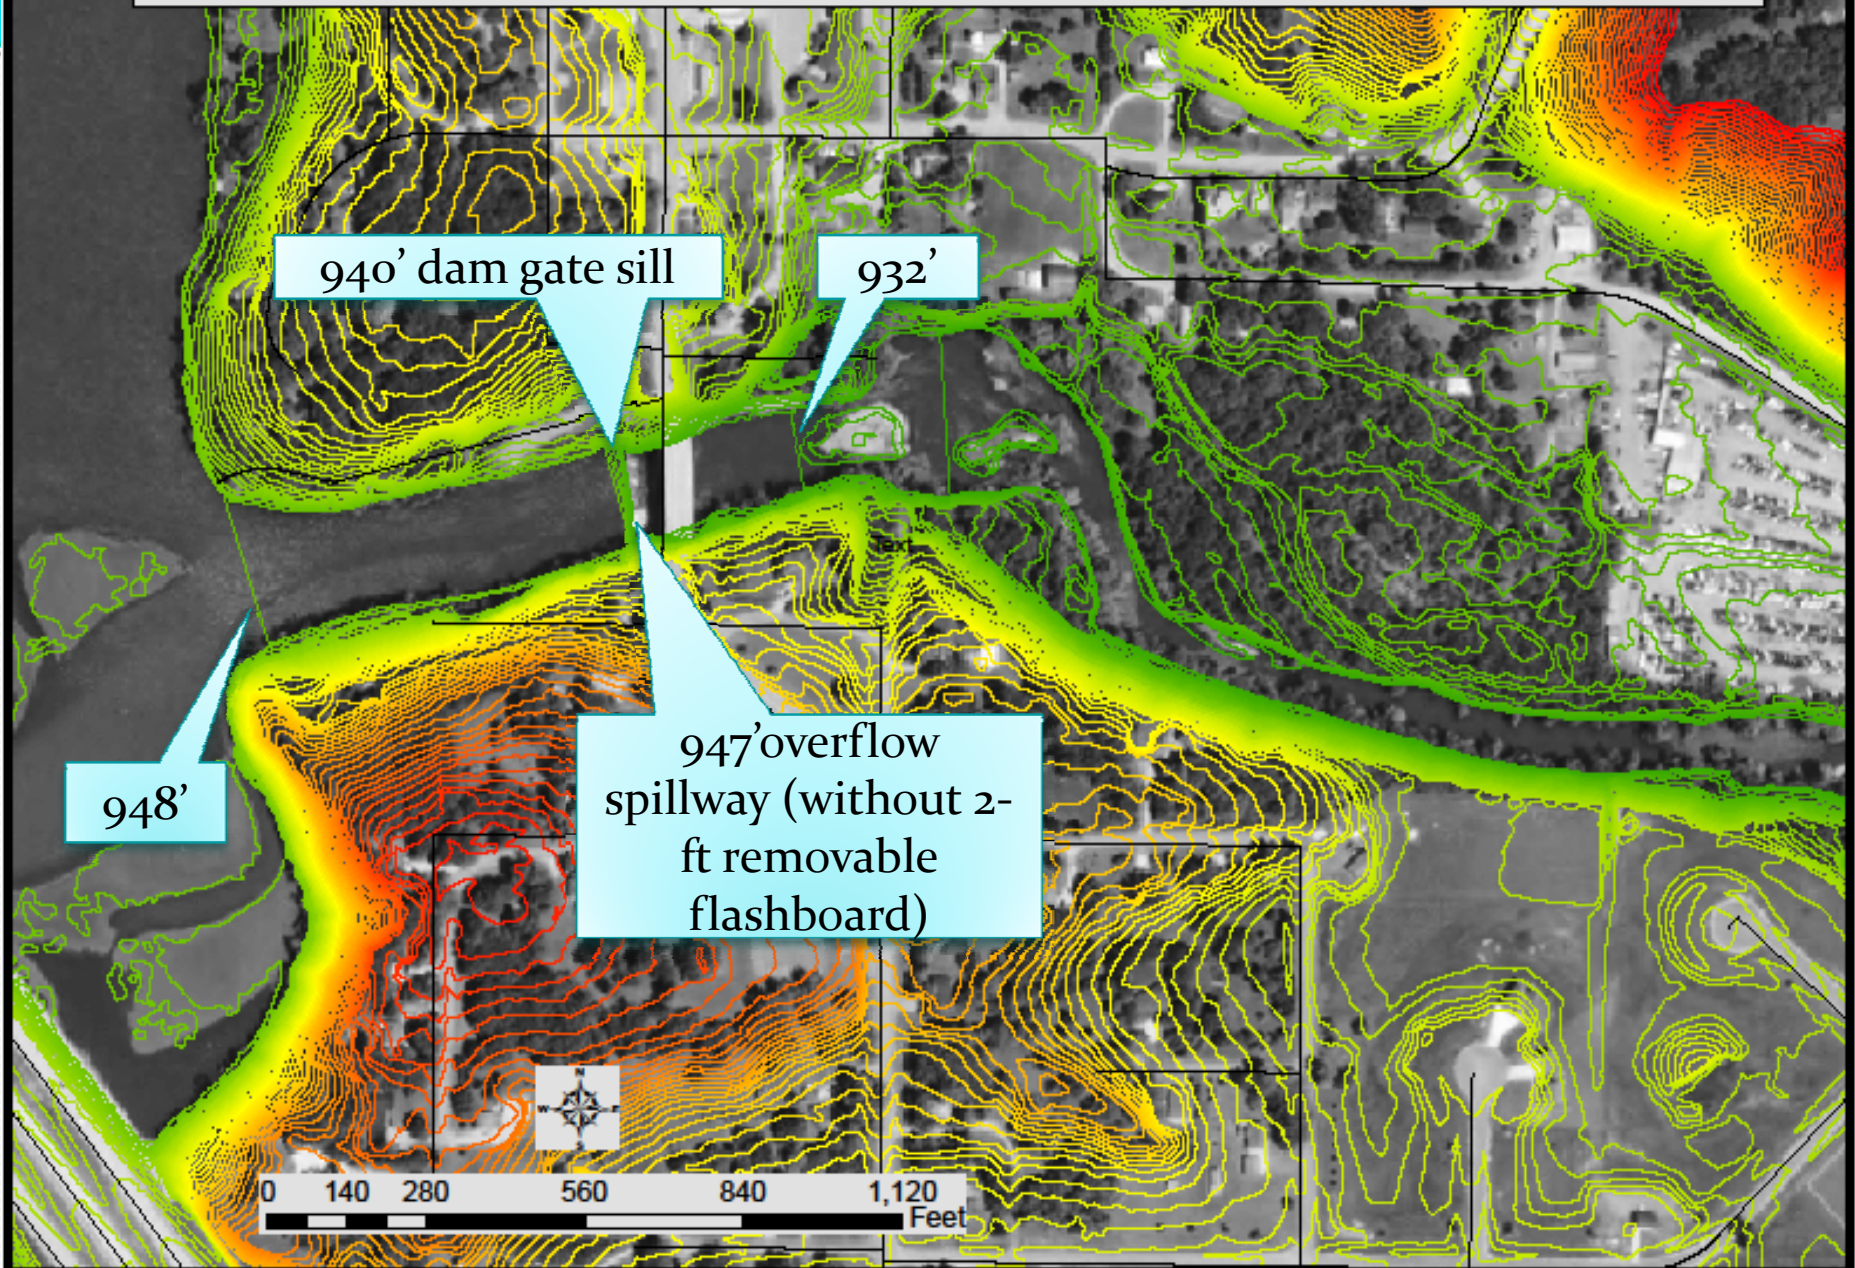 940’ dam gate sill
932’
Text
948’
947’overflow
spillway (without 2-
ft removable
flashboard)
N
W E
S
0 140 280 560 840 1,120
Feet